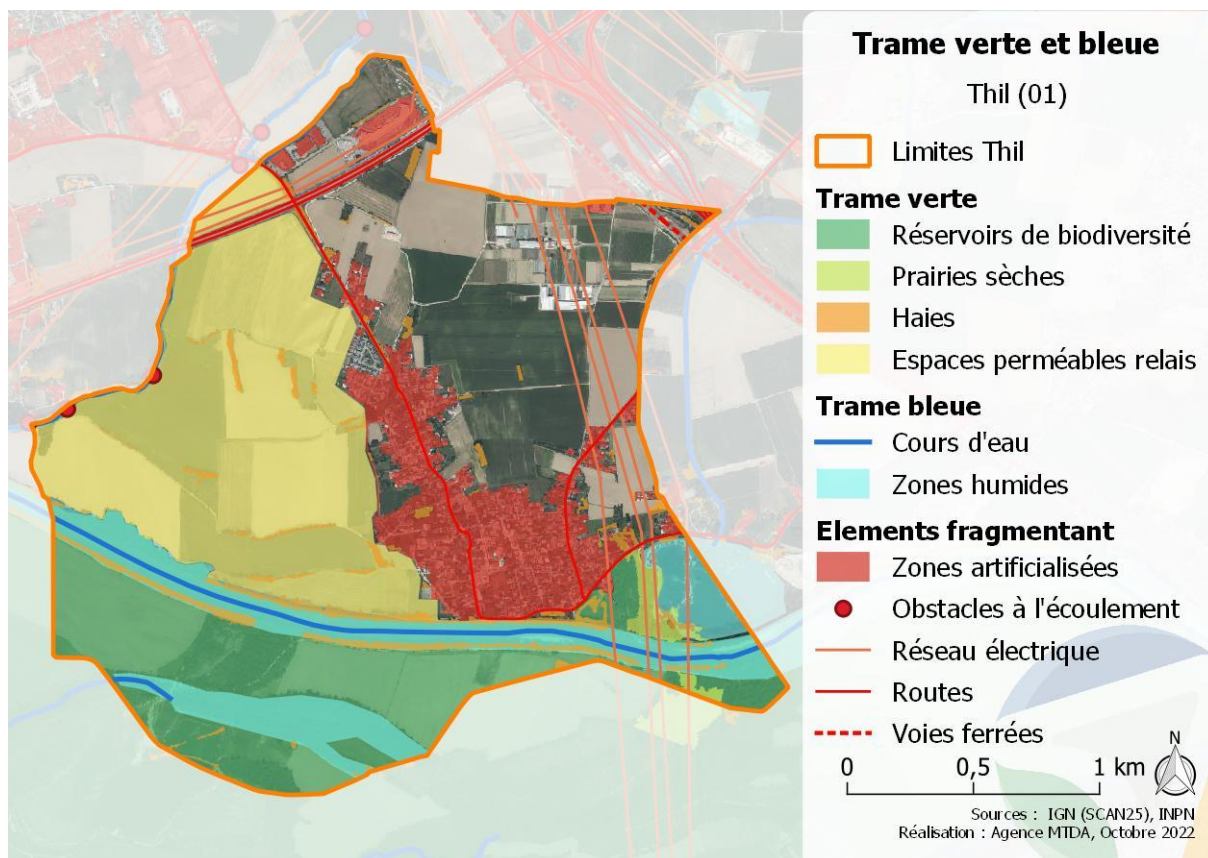 Trame verte et bleue
Thil (01)
Limites Thil
Trame verte
Réservoirs de biodiversité
Prairies sèches
Haies
Espaces perméables relais
Trame bleue
Cours d'eau
Zones humides
Elements fragmentant
Zones artificialisées
Obstacles à l'écoulement
Réseau électrique
Routes
Voies ferrées
0 0,5 1 km
N
Sources : IGN (SCAN25), INPN
Réalisation : Agence MTDA, Octobre 2022